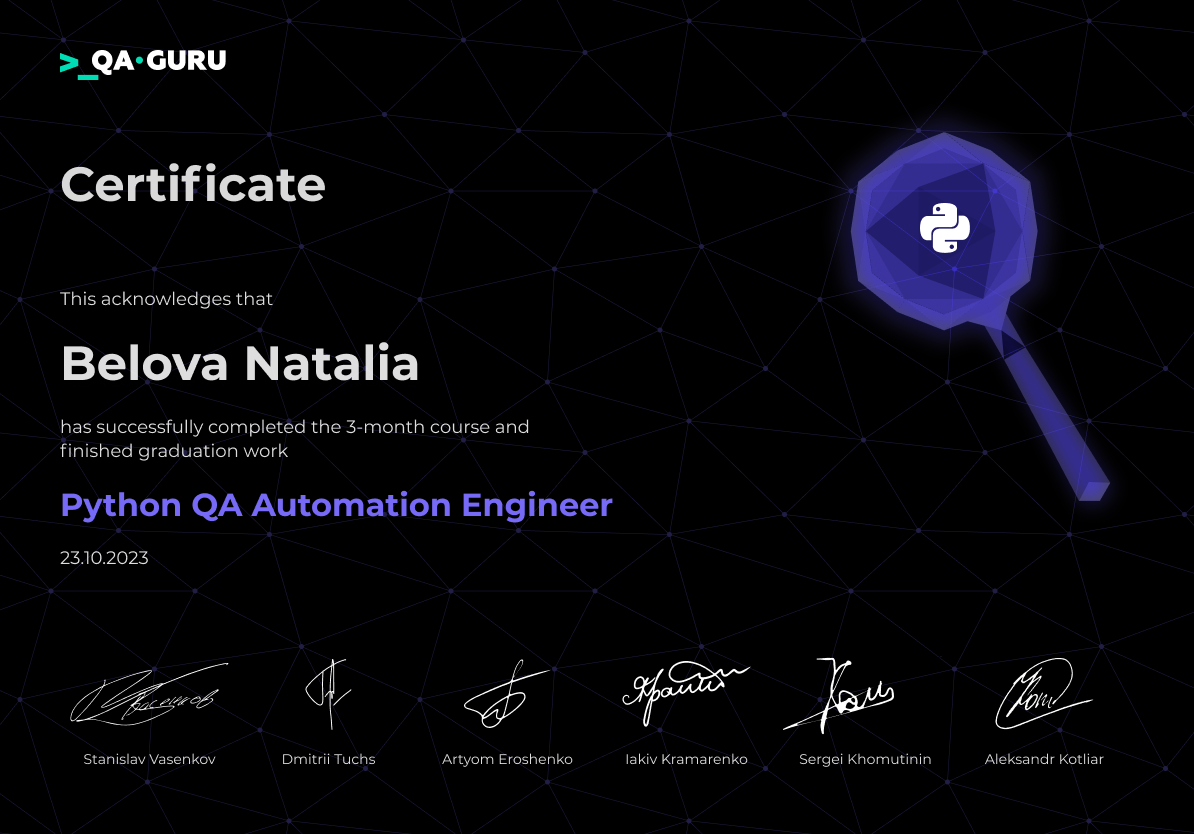 >_QA·GURU
Certificate
This acknowledges that
Belova Natalia
has successfully completed the 3-month course and
finished graduation work
Python QA Automation Engineer
23.10.2023
Stanislav Vasenkov Dmitrii Tuchs Artyom Eroshenko Iakiv Kramarenko Sergei Khomutinin Aleksandr Kotliar